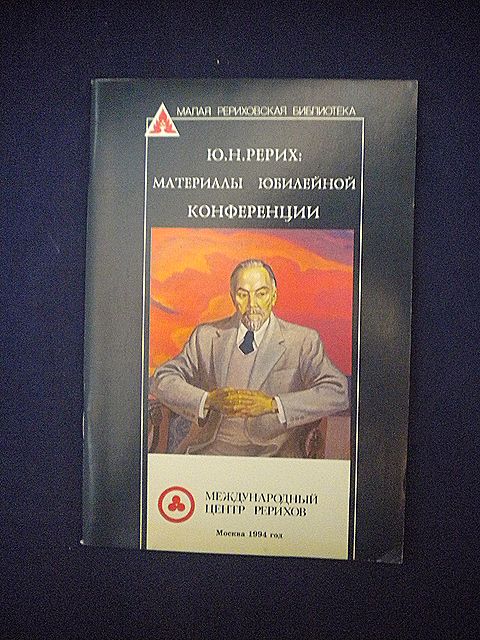 МАЛАЯ РЕРИХОВСКАЯ БИБЛИОТЕКА
Ю.Н.РЕРИХ:
МАТЕРИАЛЫ ЮБИЛЕЙНОЙ
КОНФЕРЕНЦИИ
МЕЖДУНАРОДНЫЙ
ЦЕНТР РЕРИХОВ
Москва 1994 год